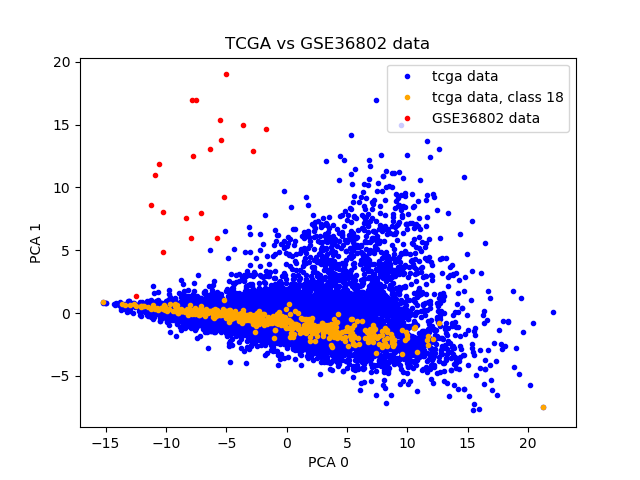 TCGA vs GSE36802 data
tcga data
tcga data, class 18
GSE36802 data
20
15
10
5
0
−5
PCA 1
−15
−10
−5
0
5
10
15
20
PCA 0